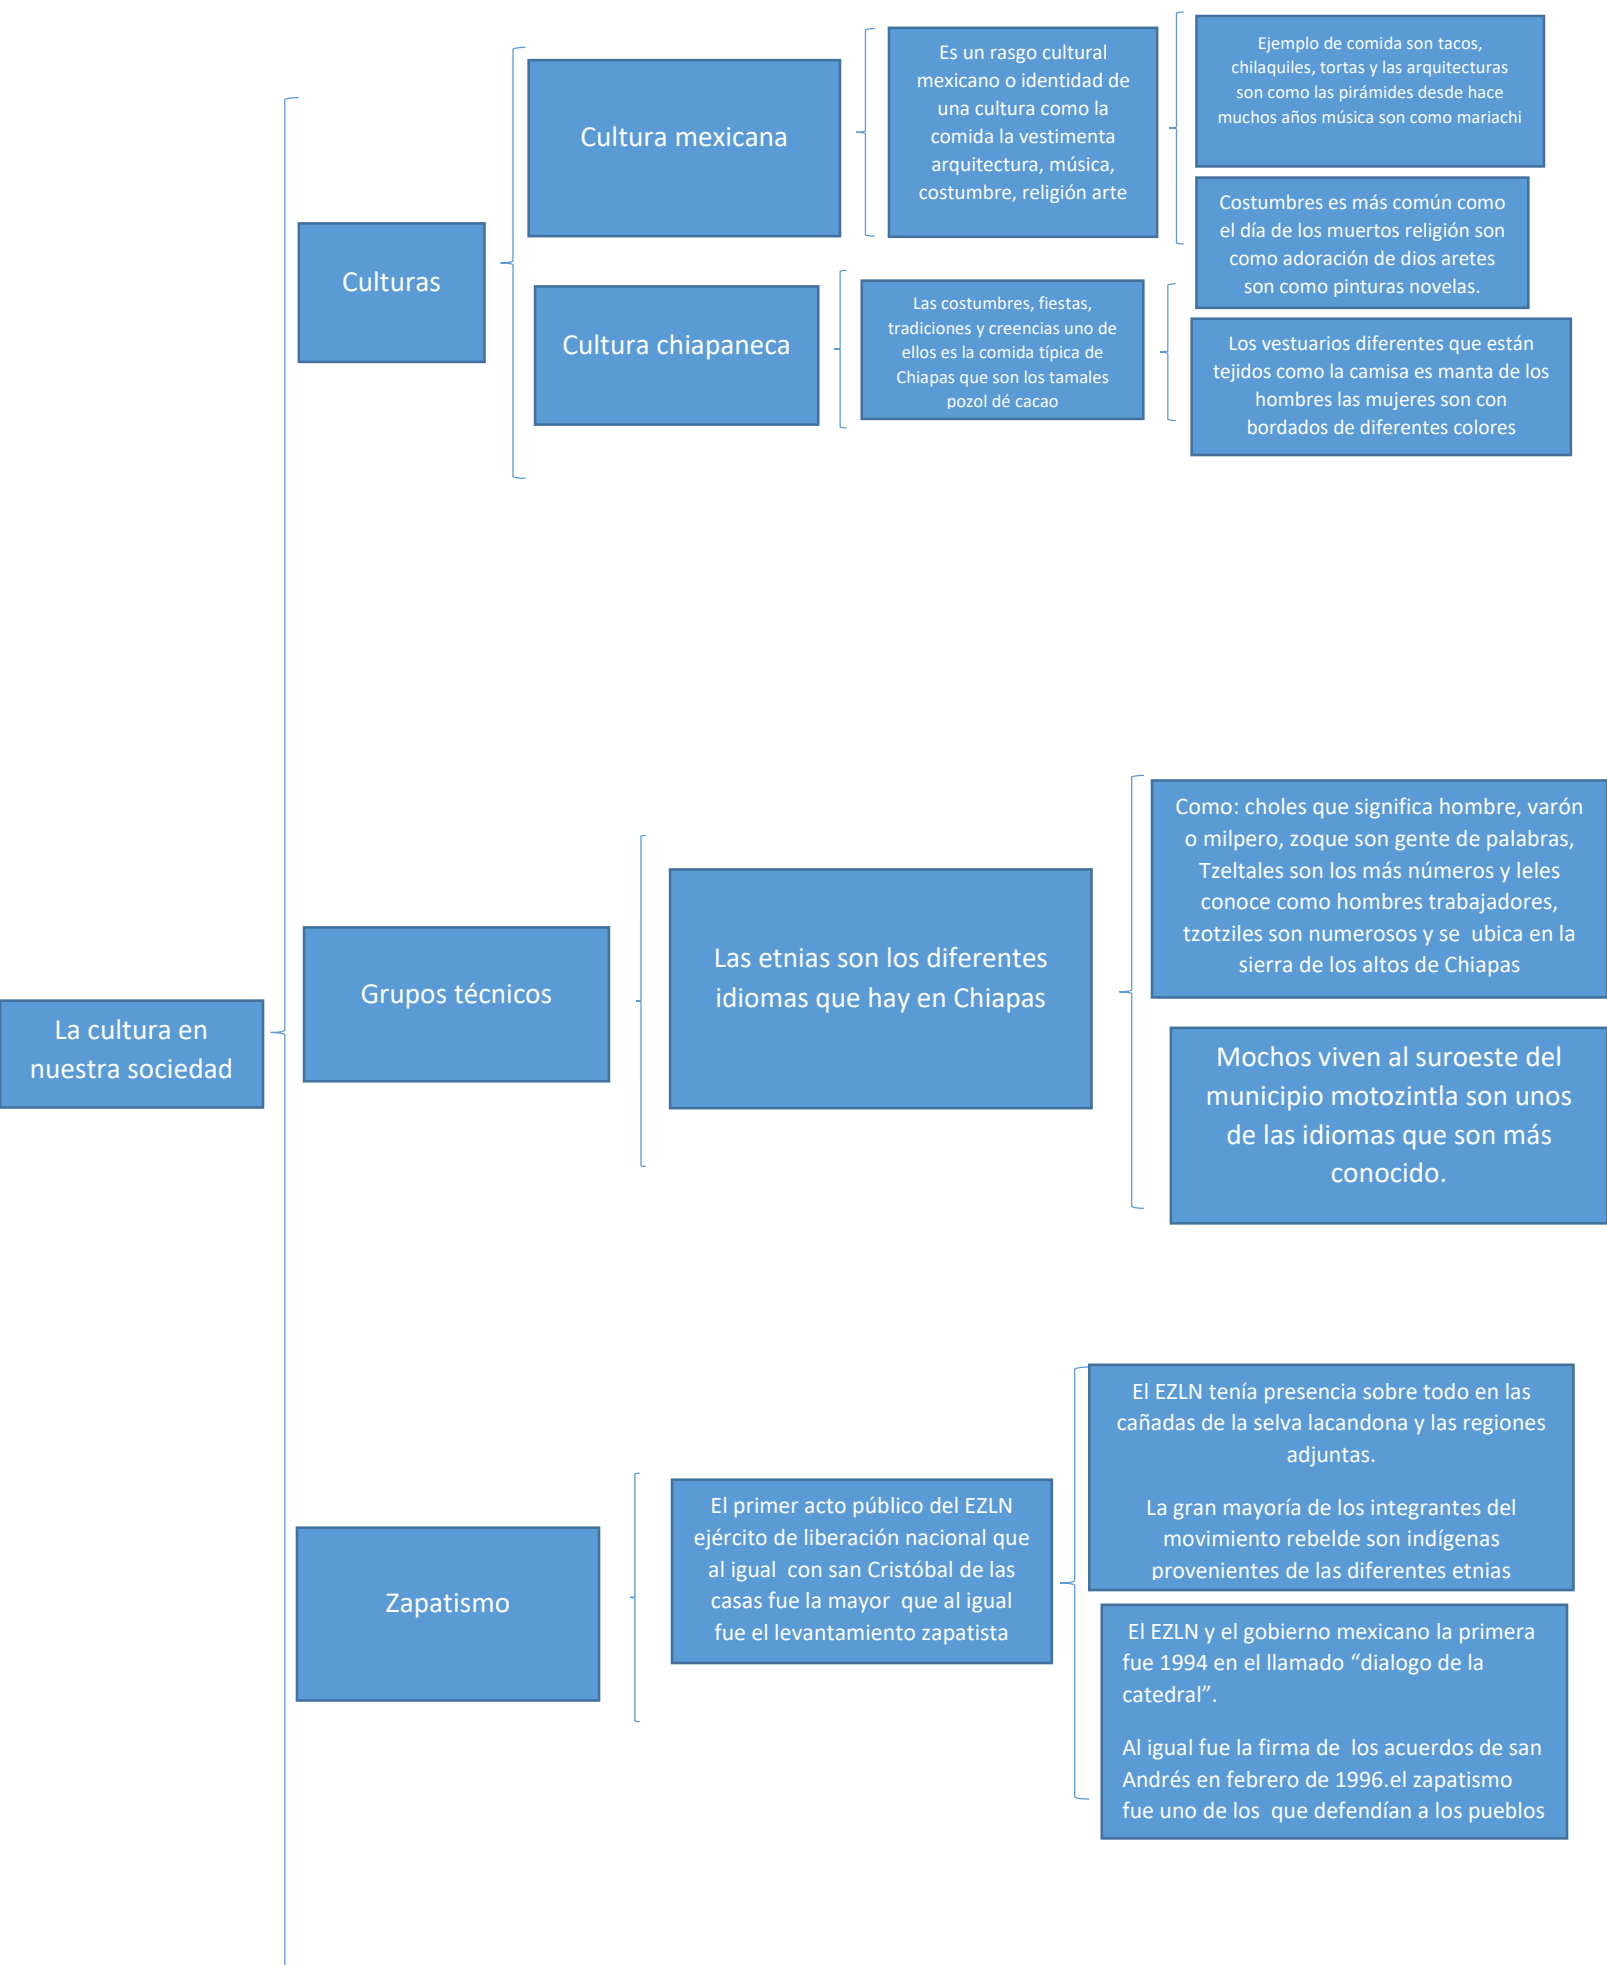 La cultura en
nuestra sociedad
Culturas
Cultura mexicana
Es un rasgo cultural
mexicano o identidad de
una cultura como la
comida la vestimenta
arquitectura, música,
costumbre, religión arte
Ejemplo de comida son tacos,
chilaquiles, tortas y las arquitecturas
son como las pirámides desde hace
muchos años música son como mariachi
Costumbres es más común como
el día de los muertos religión son
como adoración de dios aretes
son como pinturas novelas.
Cultura chiapaneca
Las costumbres, fiestas,
tradiciones y creencias uno de
ellos es la comida típica de
Chiapas que son los tamales
pozol dé cacao
Los vestuarios diferentes que están
tejidos como la camisa es manta de los
hombres las mujeres son con
bordados de diferentes colores
Grupos técnicos
Las etnias son los diferentes
idiomas que hay en Chiapas
Como: choles que significa hombre, varón
o milpero, zoque son gente de palabras,
Tzeltales son los más números y leles
conoce como hombres trabajadores,
tzotziles son numerosos y se  ubica en la
sierra de los altos de Chiapas
Mochos viven al suroeste del
municipio motozintla son unos
de las idiomas que son más
conocido.
Zapatismo
El primer acto público del EZLN
ejército de liberación nacional que
al igual  con san Cristóbal de las
casas fue la mayor  que al igual
fue el levantamiento zapatista
El EZLN tenía presencia sobre todo en las
cañadas de la selva lacandona y las regiones
adjuntas.
La gran mayoría de los integrantes del
movimiento rebelde son indígenas
provenientes de las diferentes etnias
El EZLN y el gobierno mexicano la primera
fue 1994 en el llamado “dialogo de la
catedral”.
Al igual fue la firma de  los acuerdos de san
Andrés en febrero de 1996.el zapatismo
fue uno de los  que defendían a los pueblos